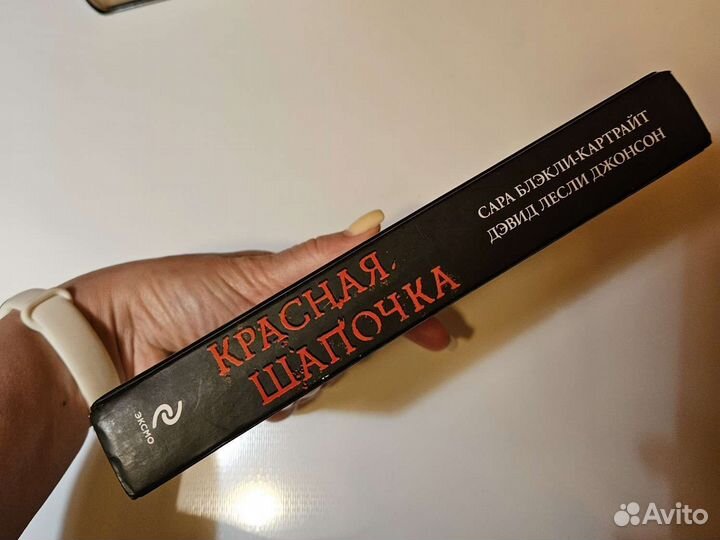 САРА БЛЭКЛИ-КАРТРАЙТ
ДЭВИД ЛЕСЛИ ДЖОНСОН
КРАСНАЯ
ШАПОЧКА
ЭКСМО
Avito